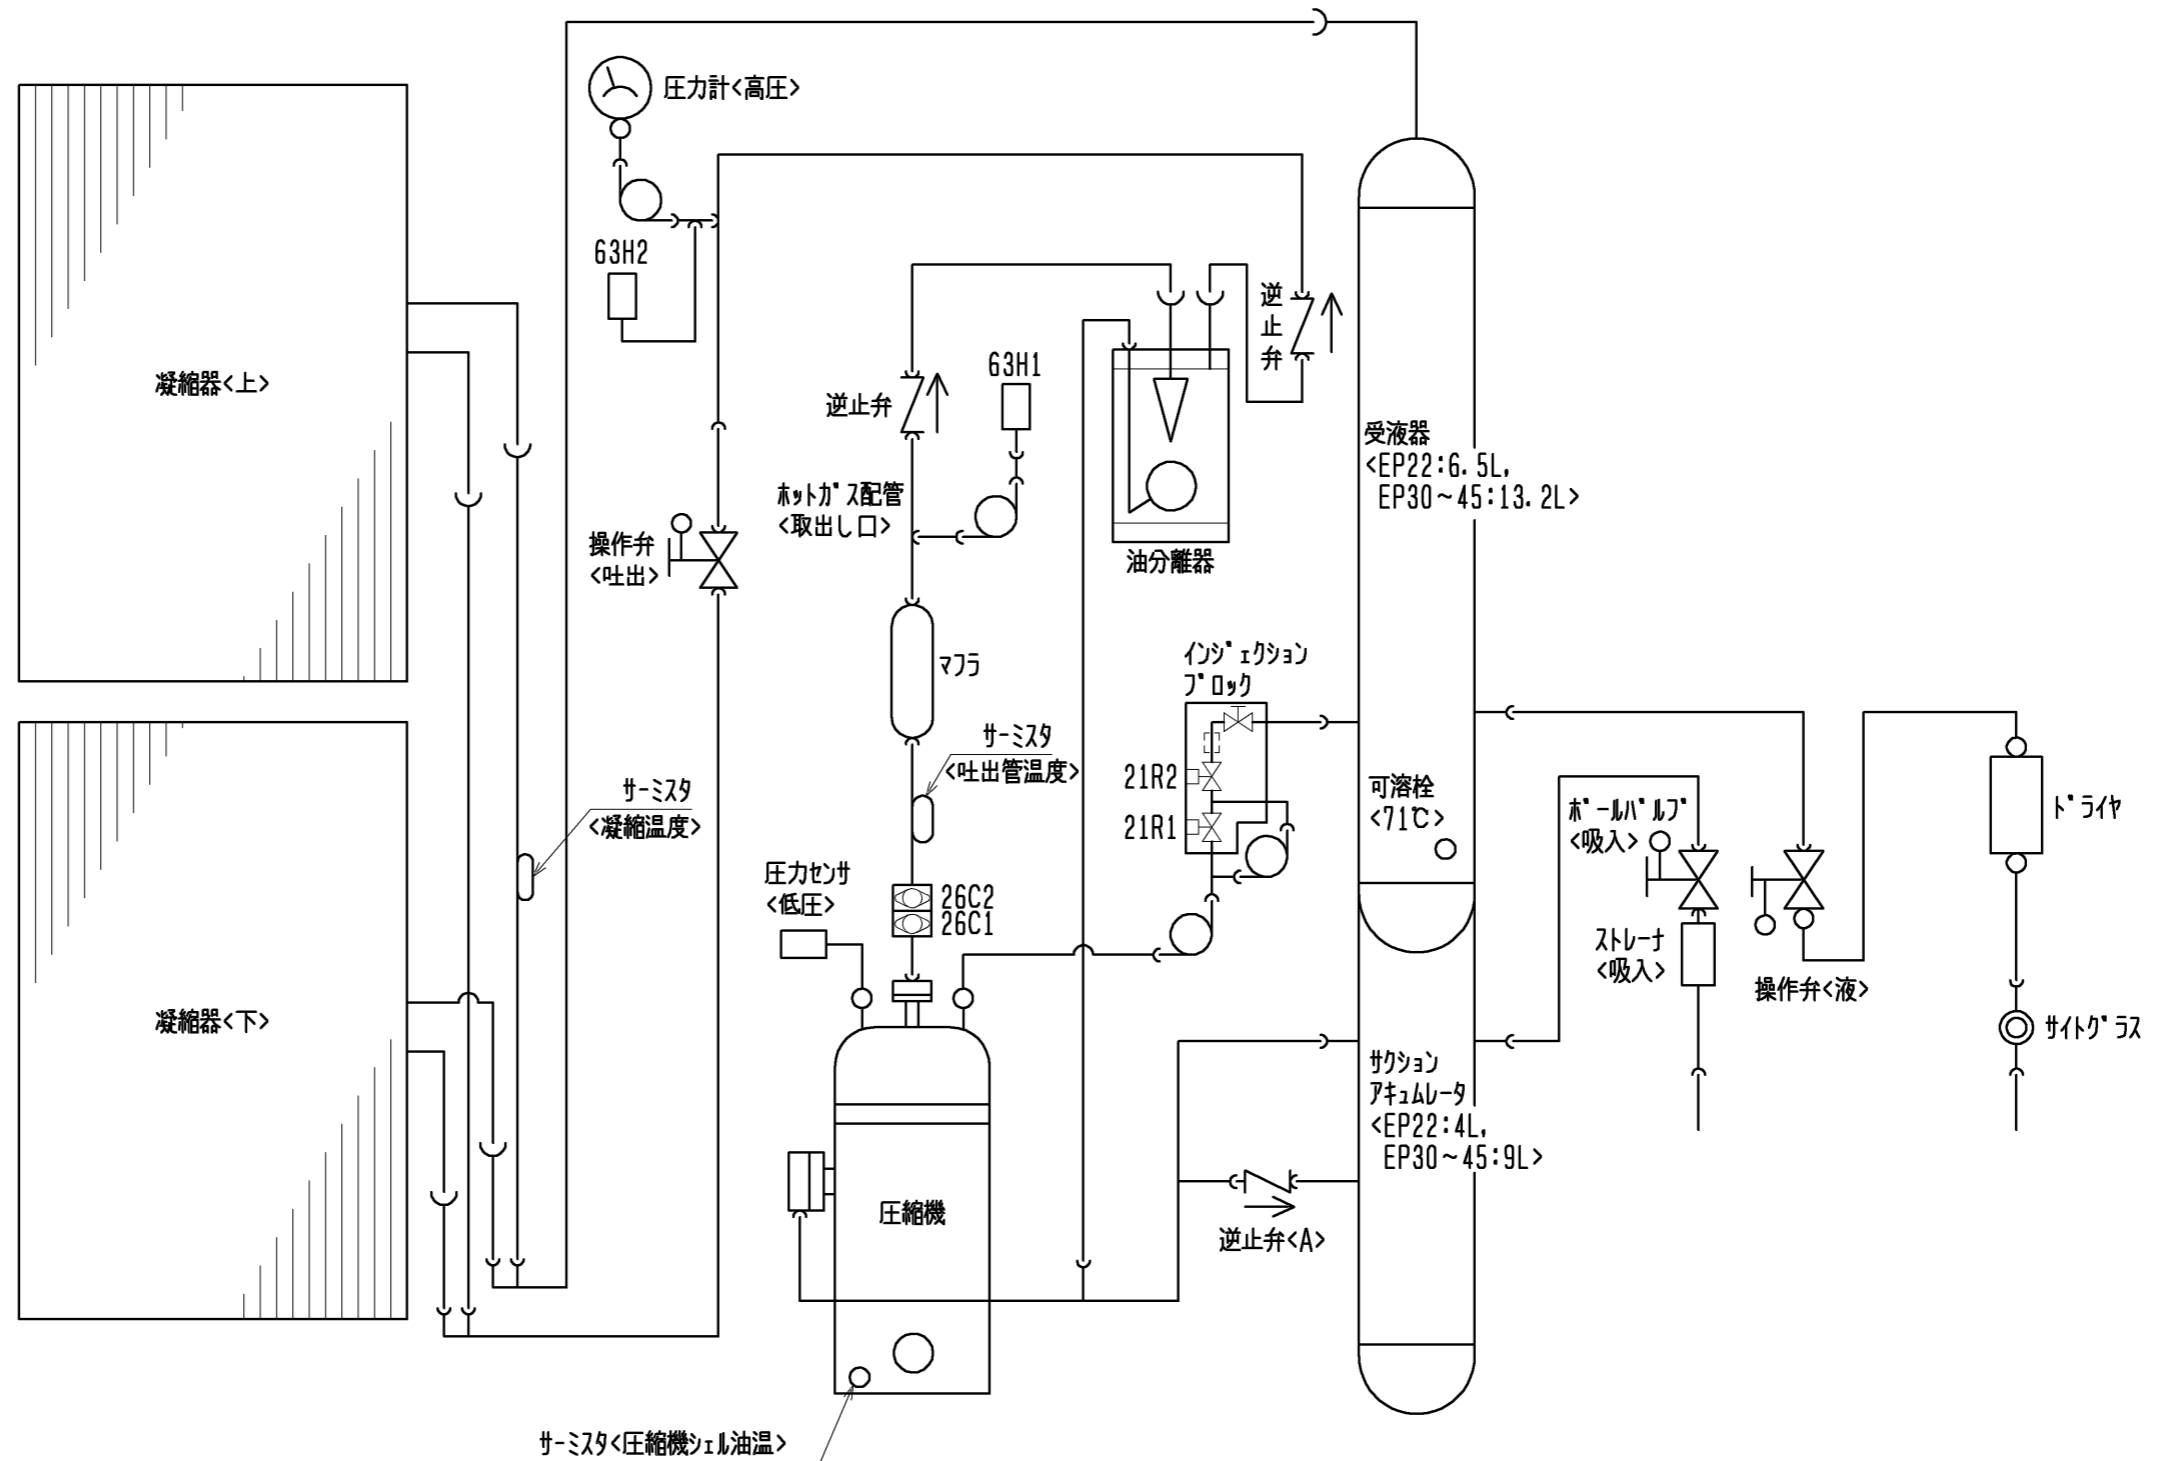 圧力計<高圧>
63H2
凝縮器<上>
逆止弁
63H1
逆止弁
受液器
<EP22:6.5L,
EP30~45:13.2L>
ホットガス配管
<取出し口>
操作弁
<吐出>
油分離器
マフラ
インジェクション
ブロック
サーミスタ
<吐出管温度>
21R2
21R1
可溶栓
<71℃>
ボールバルブ
<吸入>
ドライヤ
サーミスタ
<凝縮温度>
圧力センサ
<低圧>
26C2
26C1
ストレーナ
<吸入>
操作弁<液>
凝縮器<下>
サイトグラス
サクション
アキュムレータ
<EP22:4L,
EP30~45:9L>
圧縮機
逆止弁<A>
サーミスタ<圧縮機シェル油温>